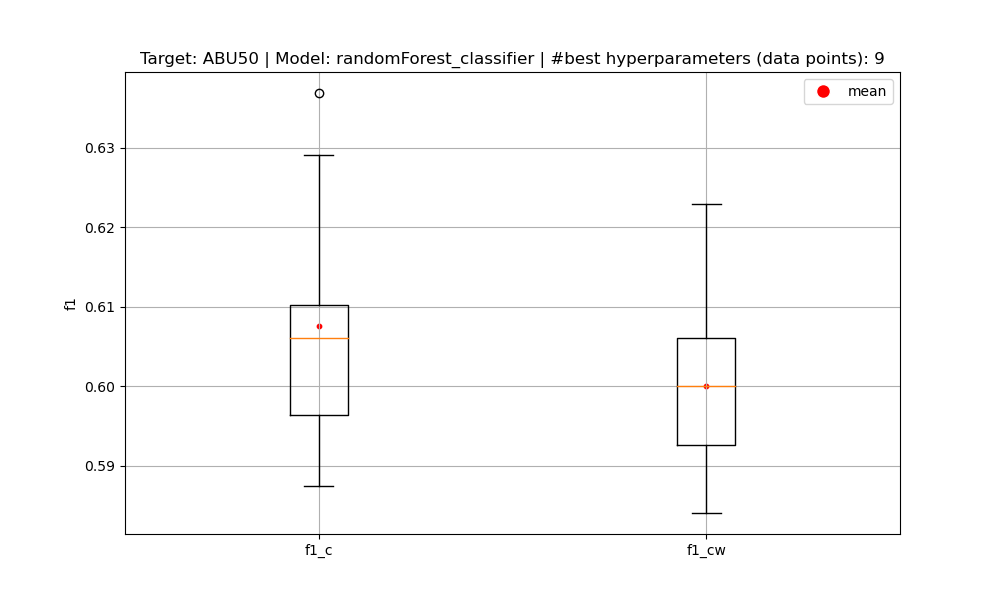 Target: ABU50 | Model: randomForest_classifier | #best hyperparameters (data points): 9
mean
0.63
0.62
0.61
0.60
0.59
f1
f1_c
f1_cw